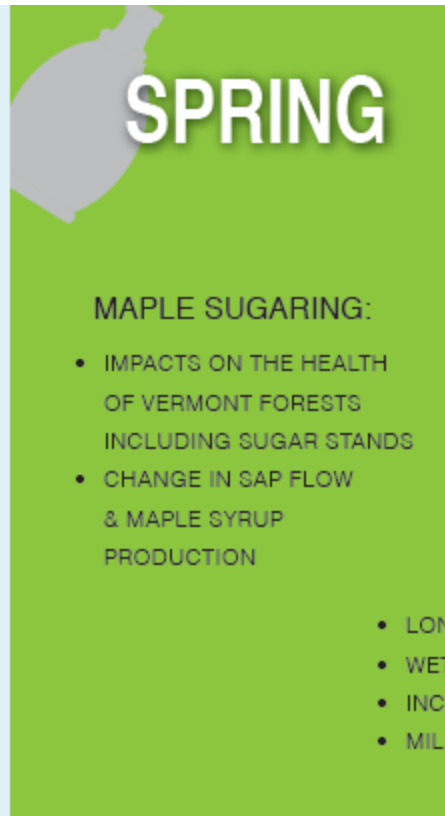 SPRING
MAPLE SUGARING:
• IMPACTS ON THE HEALTH
OF VERMONT FORESTS
INCLUDING SUGAR STANDS
• CHANGE IN SAP FLOW
& MAPLE SYRUP
PRODUCTION